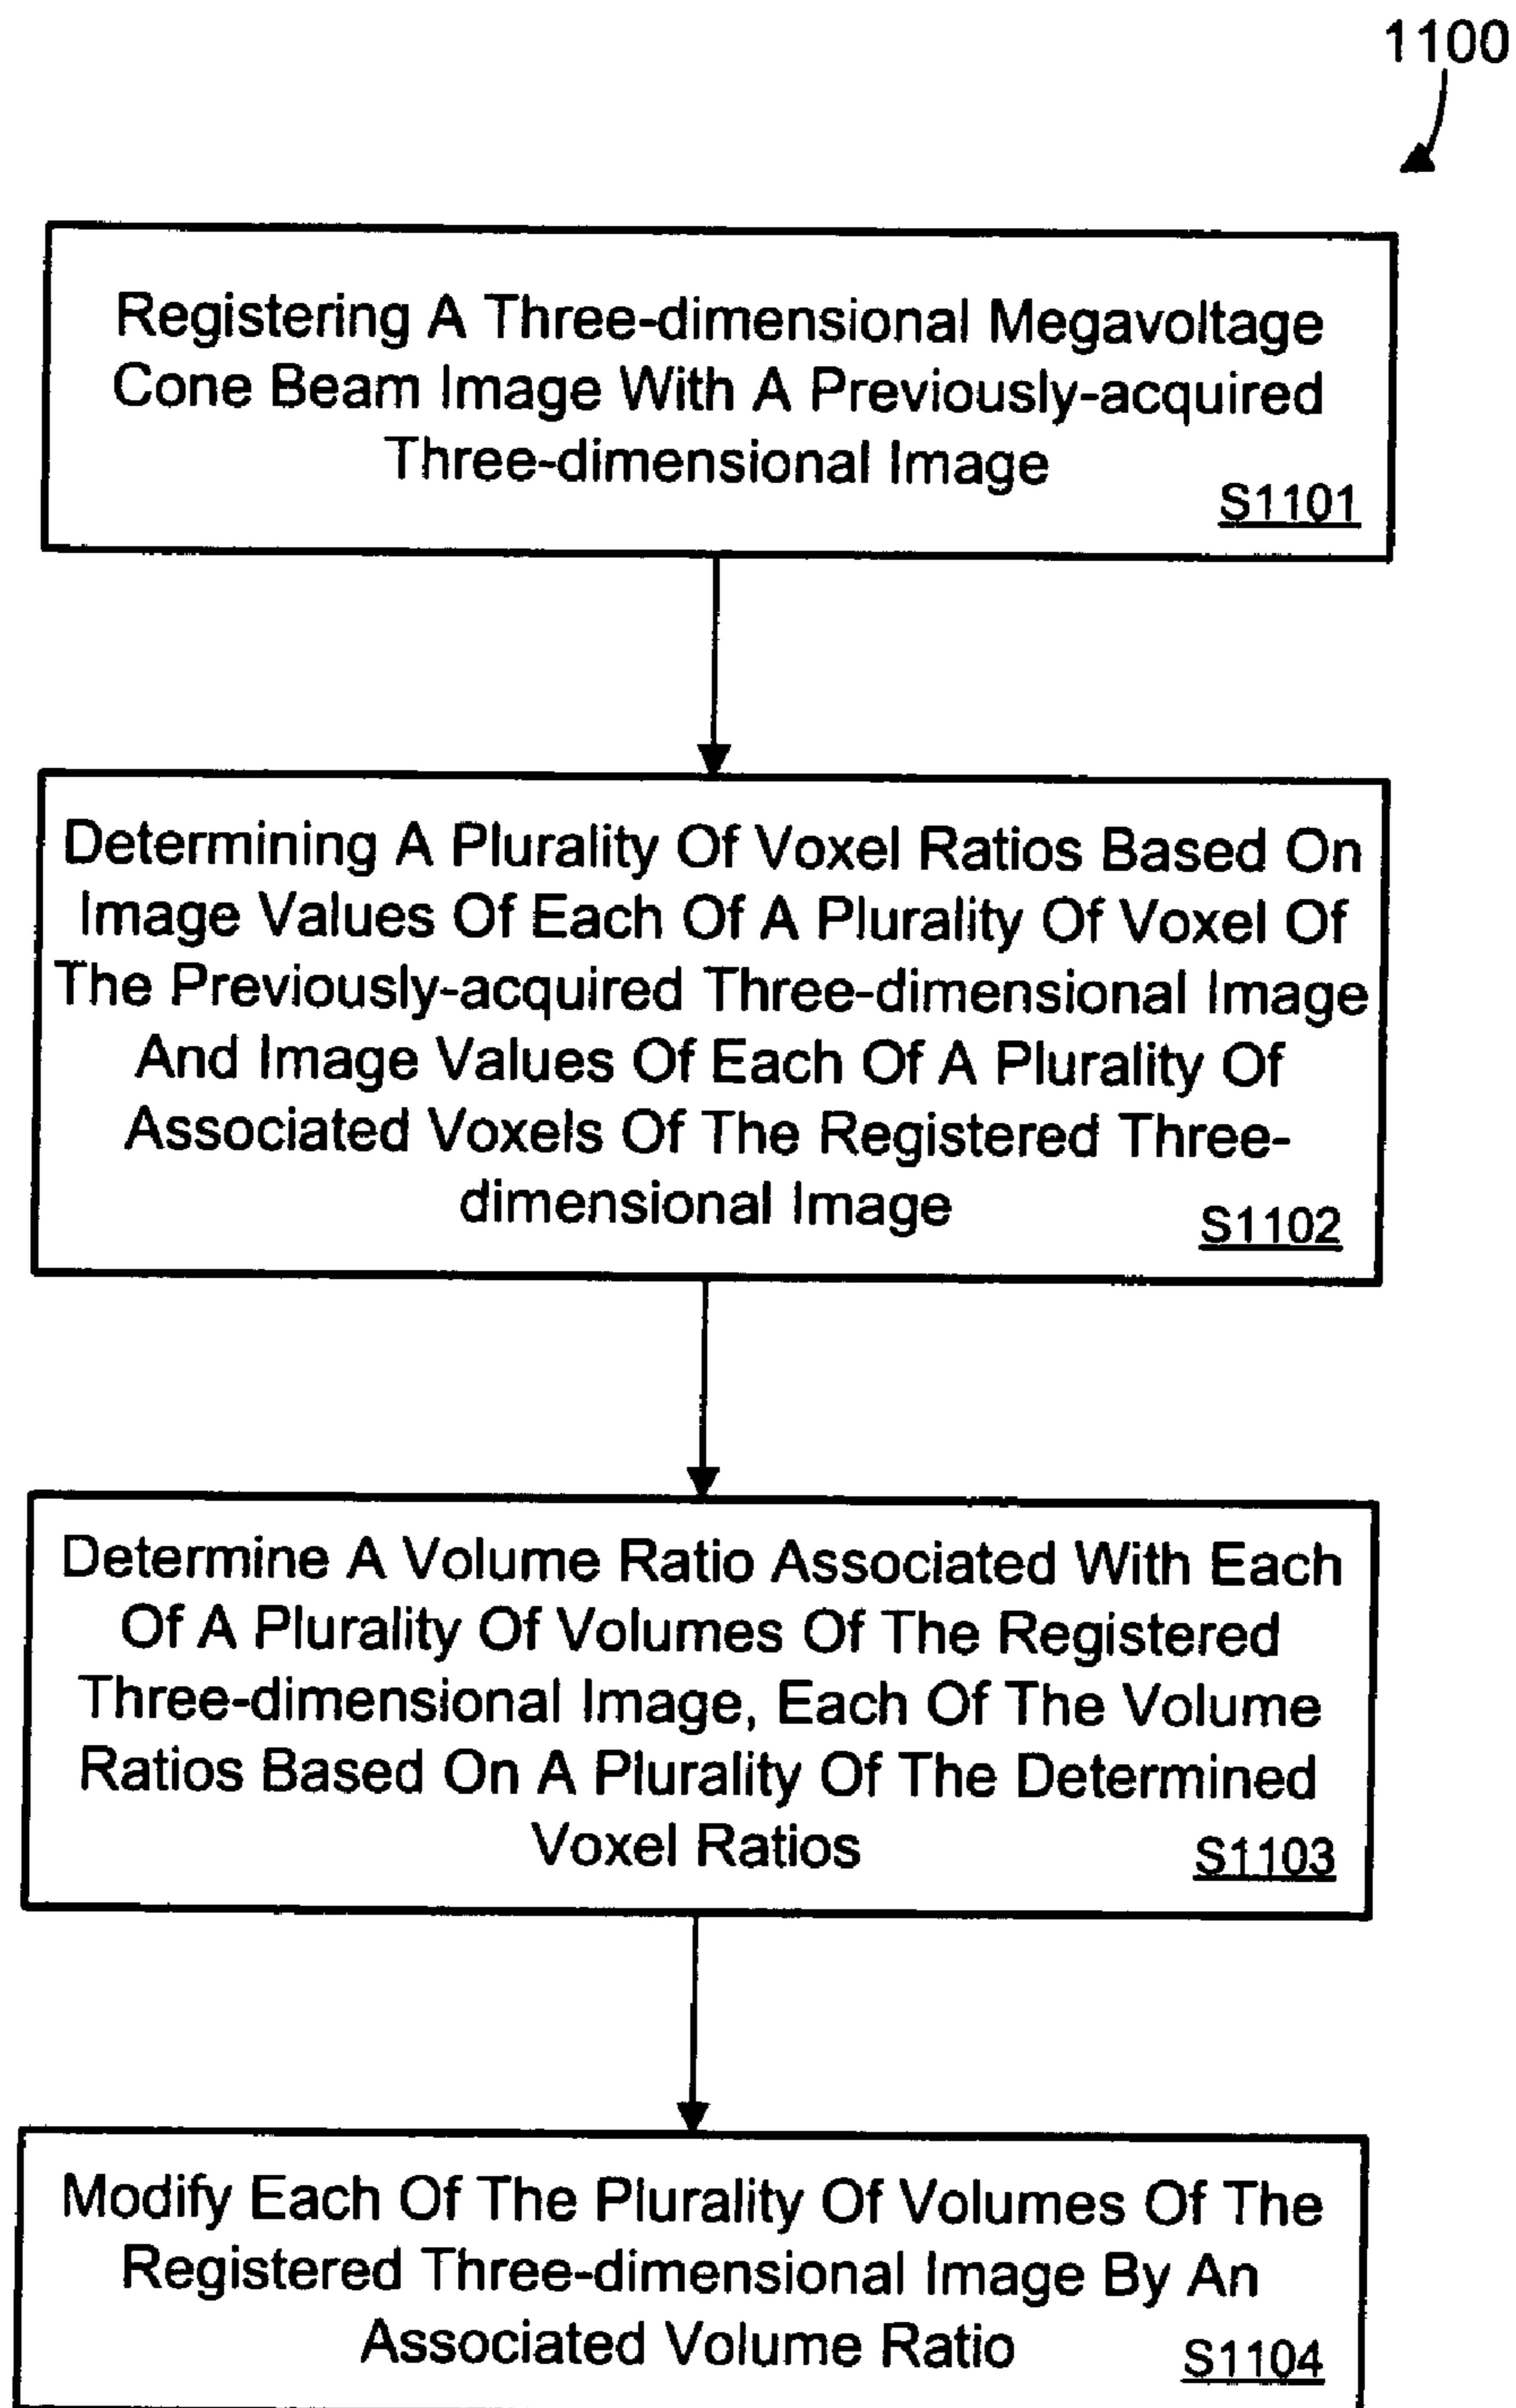 1100
Registering A Three-dimensional Megavoltage
Cone Beam Image With A Previously-acquired
Three-dimensional Image
S1101
Determining A Plurality Of Voxel Ratios Based On
Image Values Of Each Of A Plurality Of Voxel Of
The Previously-acquired Three-dimensional Image
And Image Values Of Each Of A Plurality Of
Associated Voxels Of The Registered Three-
dimensional Image
S1102
Determine A Volume Ratio Associated With Each
Of A Plurality Of Volumes Of The Registered
Three-dimensional Image, Each Of The Volume
Ratios Based On A Plurality Of The Determined
Voxel Ratios
S1103
Modify Each Of The Plurality Of Volumes Of The
Registered Three-dimensional Image By An
Associated Volume Ratio
S1104